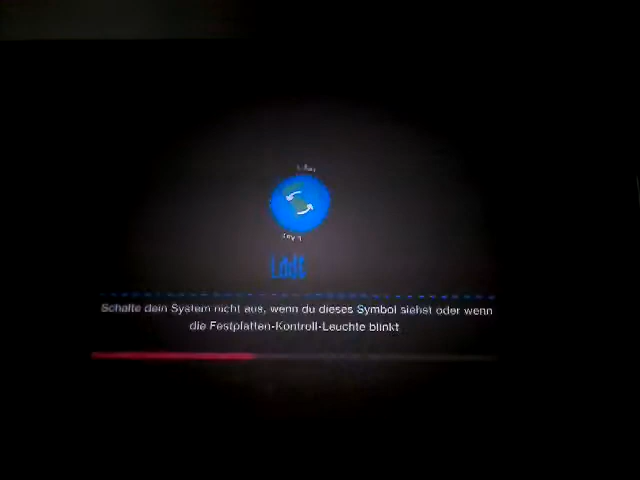 Lädt
Schalte dein System nicht aus, wenn du dieses Symbol siehst oder wenn
die Festplatten-Kontroll-Leuchte blinkt